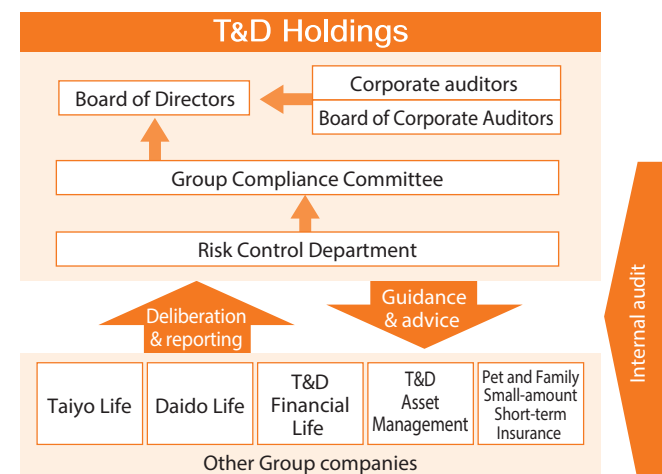 T&D Holdings
Board of Directors
Corporate auditors
Board of Corporate Auditors
Group Compliance Committee
Risk Control Department
Deliberation
& reporting
Guidance
& advice
Internal audit
Taiyo Life
Daido Life
T&D
Financial
Life
T&D
Asset
Management
Pet and Family
Small-amount
Short-term
Insurance
Other Group companies